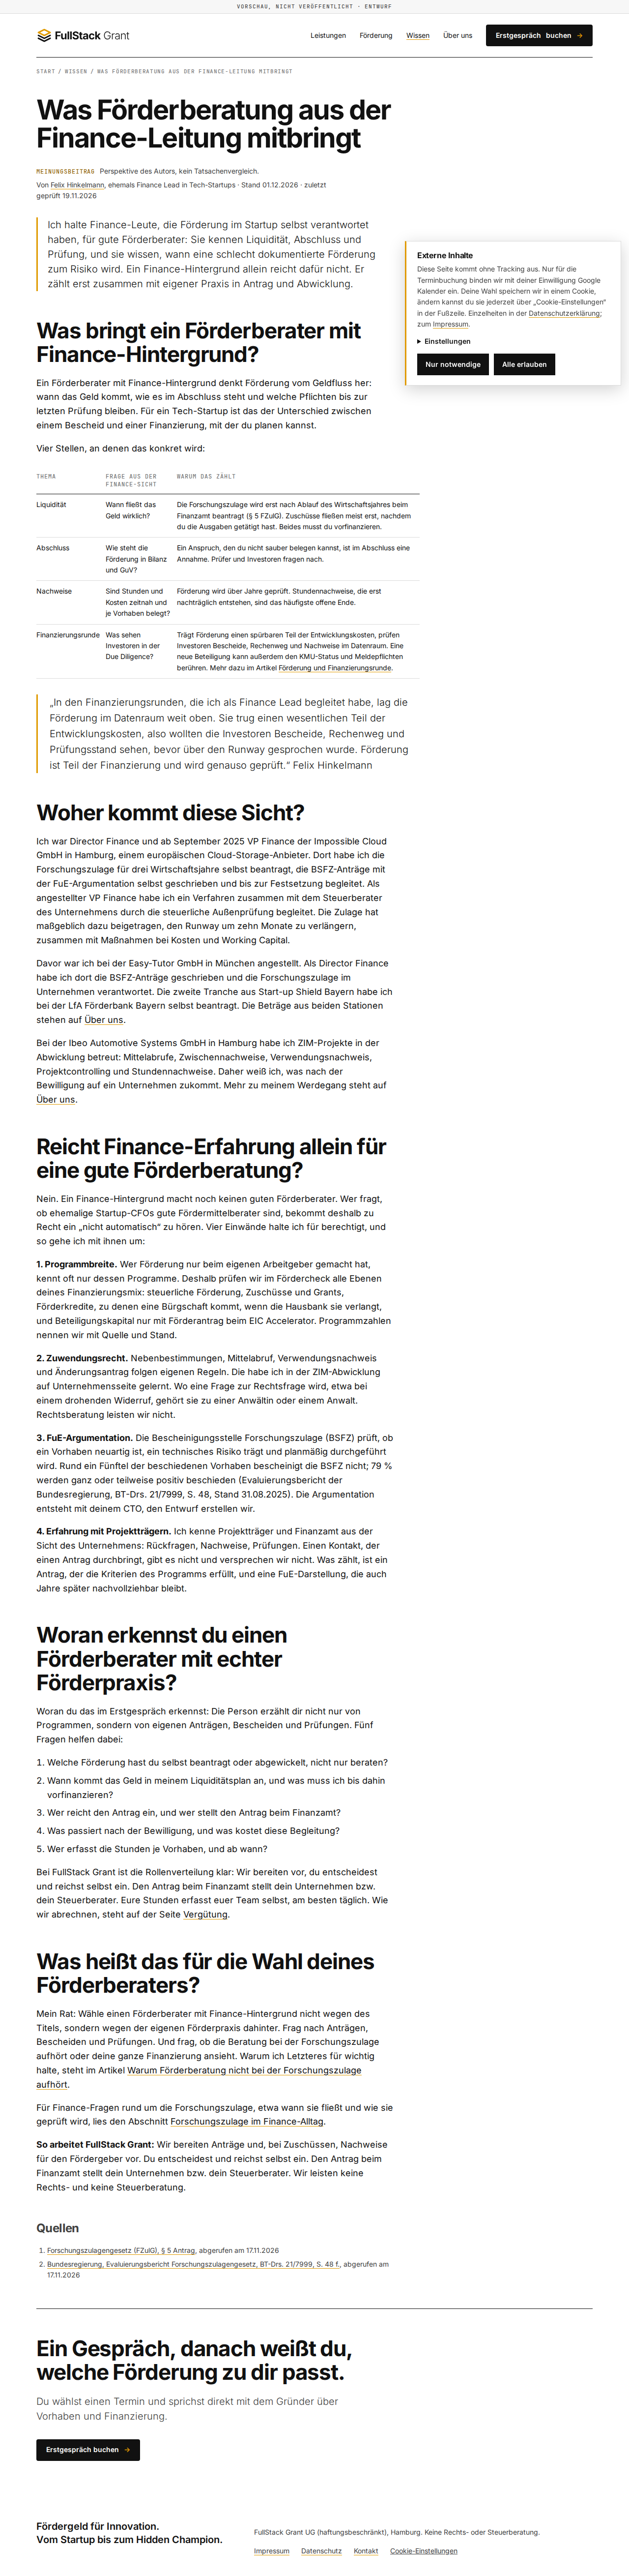 VORSCHAU, NICHT VERÖFFENTLICHT · ENTWURF
FullStack Grant
Leistungen
Förderung
Wissen
Über uns
Erstgespräch buchen →
START / WISSEN / WAS FÖRDERBERATUNG AUS DER FINANCE-LEITUNG MITBRINGT
Was Förderberatung aus der
Finance-Leitung mitbringt
MEINUNGSBEITRAG Perspektive des Autors, kein Tatsachenvergleich.
Von Felix Hinkelmann, ehemals Finance Lead in Tech-Startups · Stand 01.12.2026 · zuletzt
geprüft 19.11.2026
Ich halte Finance-Leute, die Förderung im Startup selbst verantwortet
haben, für gute Förderberater: Sie kennen Liquidität, Abschluss und
Prüfung, und sie wissen, wann eine schlecht dokumentierte Förderung
zum Risiko wird. Ein Finance-Hintergrund allein reicht dafür nicht. Er
zählt erst zusammen mit eigener Praxis in Antrag und Abwicklung.
Externe Inhalte
Diese Seite kommt ohne Tracking aus. Nur für die
Terminbuchung binden wir mit deiner Einwilligung Google
Kalender ein. Deine Wahl speichern wir in einem Cookie,
ändern kannst du sie jederzeit über „Cookie-Einstellungen“
in der Fußzeile. Einzelheiten in der Datenschutzerklärung;
zum Impressum.
▶ Einstellungen
Nur notwendige
Alle erlauben
Was bringt ein Förderberater mit
Finance-Hintergrund?
Ein Förderberater mit Finance-Hintergrund denkt Förderung vom Geldfluss her:
wann das Geld kommt, wie es im Abschluss steht und welche Pflichten bis zur
letzten Prüfung bleiben. Für ein Tech-Startup ist das der Unterschied zwischen
einem Bescheid und einer Finanzierung, mit der du planen kannst.
Vier Stellen, an denen das konkret wird:
THEMA
FRAGE AUS DER
FINANCE-SICHT
WARUM DAS ZÄHLT
Liquidität
Wann fließt das
Geld wirklich?
Die Forschungszulage wird erst nach Ablauf des Wirtschaftsjahres beim
Finanzamt beantragt (§ 5 FZulG). Zuschüsse fließen meist erst, nachdem
du die Ausgaben getätigt hast. Beides musst du vorfinanzieren.
Abschluss
Wie steht die
Förderung in Bilanz
und GuV?
Ein Anspruch, den du nicht sauber belegen kannst, ist im Abschluss eine
Annahme. Prüfer und Investoren fragen nach.
Nachweise
Sind Stunden und
Kosten zeitnah und
je Vorhaben belegt?
Förderung wird über Jahre geprüft. Stundennachweise, die erst
nachträglich entstehen, sind das häufigste offene Ende.
Finanzierungsrunde
Was sehen
Investoren in der
Due Diligence?
Trägt Förderung einen spürbaren Teil der Entwicklungskosten, prüfen
Investoren Bescheide, Rechenweg und Nachweise im Datenraum. Eine
neue Beteiligung kann außerdem den KMU-Status und Meldepflichten
berühren. Mehr dazu im Artikel Förderung und Finanzierungsrunde.
„In den Finanzierungsrunden, die ich als Finance Lead begleitet habe, lag die
Förderung im Datenraum weit oben. Sie trug einen wesentlichen Teil der
Entwicklungskosten, also wollten die Investoren Bescheide, Rechenweg und
Prüfungsstand sehen, bevor über den Runway gesprochen wurde. Förderung
ist Teil der Finanzierung und wird genauso geprüft.“ Felix Hinkelmann
Woher kommt diese Sicht?
Ich war Director Finance und ab September 2025 VP Finance der Impossible Cloud
GmbH in Hamburg, einem europäischen Cloud-Storage-Anbieter. Dort habe ich die
Forschungszulage für drei Wirtschaftsjahre selbst beantragt, die BSFZ-Anträge mit
der FuE-Argumentation selbst geschrieben und bis zur Festsetzung begleitet. Als
angestellter VP Finance habe ich ein Verfahren zusammen mit dem Steuerberater
des Unternehmens durch die steuerliche Außenprüfung begleitet. Die Zulage hat
maßgeblich dazu beigetragen, den Runway um zehn Monate zu verlängern,
zusammen mit Maßnahmen bei Kosten und Working Capital.
Davor war ich bei der Easy-Tutor GmbH in München angestellt. Als Director Finance
habe ich dort die BSFZ-Anträge geschrieben und die Forschungszulage im
Unternehmen verantwortet. Die zweite Tranche aus Start-up Shield Bayern habe ich
bei der LfA Förderbank Bayern selbst beantragt. Die Beträge aus beiden Stationen
stehen auf Über uns.
Bei der Ibeo Automotive Systems GmbH in Hamburg habe ich ZIM-Projekte in der
Abwicklung betreut: Mittelabrufe, Zwischennachweise, Verwendungsnachweis,
Projektcontrolling und Stundennachweise. Daher weiß ich, was nach der
Bewilligung auf ein Unternehmen zukommt. Mehr zu meinem Werdegang steht auf
Über uns.
Reicht Finance-Erfahrung allein für
eine gute Förderberatung?
Nein. Ein Finance-Hintergrund macht noch keinen guten Förderberater. Wer fragt,
ob ehemalige Startup-CFOs gute Fördermittelberater sind, bekommt deshalb zu
Recht ein „nicht automatisch“ zu hören. Vier Einwände halte ich für berechtigt, und
so gehe ich mit ihnen um:
1. Programmbreite. Wer Förderung nur beim eigenen Arbeitgeber gemacht hat,
kennt oft nur dessen Programme. Deshalb prüfen wir im Fördercheck alle Ebenen
deines Finanzierungsmix: steuerliche Förderung, Zuschüsse und Grants,
Förderkredite, zu denen eine Bürgschaft kommt, wenn die Hausbank sie verlangt,
und Beteiligungskapital nur mit Förderantrag beim EIC Accelerator. Programmzahlen
nennen wir mit Quelle und Stand.
2. Zuwendungsrecht. Nebenbestimmungen, Mittelabruf, Verwendungsnachweis
und Änderungsantrag folgen eigenen Regeln. Die habe ich in der ZIM-Abwicklung
auf Unternehmensseite gelernt. Wo eine Frage zur Rechtsfrage wird, etwa bei
einem drohenden Widerruf, gehört sie zu einer Anwältin oder einem Anwalt.
Rechtsberatung leisten wir nicht.
3. FuE-Argumentation. Die Bescheinigungsstelle Forschungszulage (BSFZ) prüft, ob
ein Vorhaben neuartig ist, ein technisches Risiko trägt und planmäßig durchgeführt
wird. Rund ein Fünftel der beschiedenen Vorhaben bescheinigt die BSFZ nicht; 79 %
werden ganz oder teilweise positiv beschieden (Evaluierungsbericht der
Bundesregierung, BT-Drs. 21/7999, S. 48, Stand 31.08.2025). Die Argumentation
entsteht mit deinem CTO, den Entwurf erstellen wir.
4. Erfahrung mit Projektträgern. Ich kenne Projektträger und Finanzamt aus der
Sicht des Unternehmens: Rückfragen, Nachweise, Prüfungen. Einen Kontakt, der
einen Antrag durchbringt, gibt es nicht und versprechen wir nicht. Was zählt, ist ein
Antrag, der die Kriterien des Programms erfüllt, und eine FuE-Darstellung, die auch
Jahre später nachvollziehbar bleibt.
Woran erkennst du einen
Förderberater mit echter
Förderpraxis?
Woran du das im Erstgespräch erkennst: Die Person erzählt dir nicht nur von
Programmen, sondern von eigenen Anträgen, Bescheiden und Prüfungen. Fünf
Fragen helfen dabei:
1. Welche Förderung hast du selbst beantragt oder abgewickelt, nicht nur beraten?
2. Wann kommt das Geld in meinem Liquiditätsplan an, und was muss ich bis dahin
vorfinanzieren?
3. Wer reicht den Antrag ein, und wer stellt den Antrag beim Finanzamt?
4. Was passiert nach der Bewilligung, und was kostet diese Begleitung?
5. Wer erfasst die Stunden je Vorhaben, und ab wann?
Bei FullStack Grant ist die Rollenverteilung klar: Wir bereiten vor, du entscheidest
und reichst selbst ein. Den Antrag beim Finanzamt stellt dein Unternehmen bzw.
dein Steuerberater. Eure Stunden erfasst euer Team selbst, am besten täglich. Wie
wir abrechnen, steht auf der Seite Vergütung.
Was heißt das für die Wahl deines
Förderberaters?
Mein Rat: Wähle einen Förderberater mit Finance-Hintergrund nicht wegen des
Titels, sondern wegen der eigenen Förderpraxis dahinter. Frag nach Anträgen,
Bescheiden und Prüfungen. Und frag, ob die Beratung bei der Forschungszulage
aufhört oder deine ganze Finanzierung ansieht. Warum ich Letzteres für wichtig
halte, steht im Artikel Warum Förderberatung nicht bei der Forschungszulage
aufhört.
Für Finance-Fragen rund um die Forschungszulage, etwa wann sie fließt und wie sie
geprüft wird, lies den Abschnitt Forschungszulage im Finance-Alltag.
So arbeitet FullStack Grant: Wir bereiten Anträge und, bei Zuschüssen, Nachweise
für den Fördergeber vor. Du entscheidest und reichst selbst ein. Den Antrag beim
Finanzamt stellt dein Unternehmen bzw. dein Steuerberater. Wir leisten keine
Rechts- und keine Steuerberatung.
Quellen
1. Forschungszulagengesetz (FZulG), § 5 Antrag, abgerufen am 17.11.2026
2. Bundesregierung, Evaluierungsbericht Forschungszulagengesetz, BT-Drs. 21/7999, S. 48 f., abgerufen am
17.11.2026
Ein Gespräch, danach weißt du,
welche Förderung zu dir passt.
Du wählst einen Termin und sprichst direkt mit dem Gründer über
Vorhaben und Finanzierung.
Erstgespräch buchen →
Fördergeld für Innovation.
Vom Startup bis zum Hidden Champion.
FullStack Grant UG (haftungsbeschränkt), Hamburg. Keine Rechts- oder Steuerberatung.
Impressum
Datenschutz
Kontakt
Cookie-Einstellungen